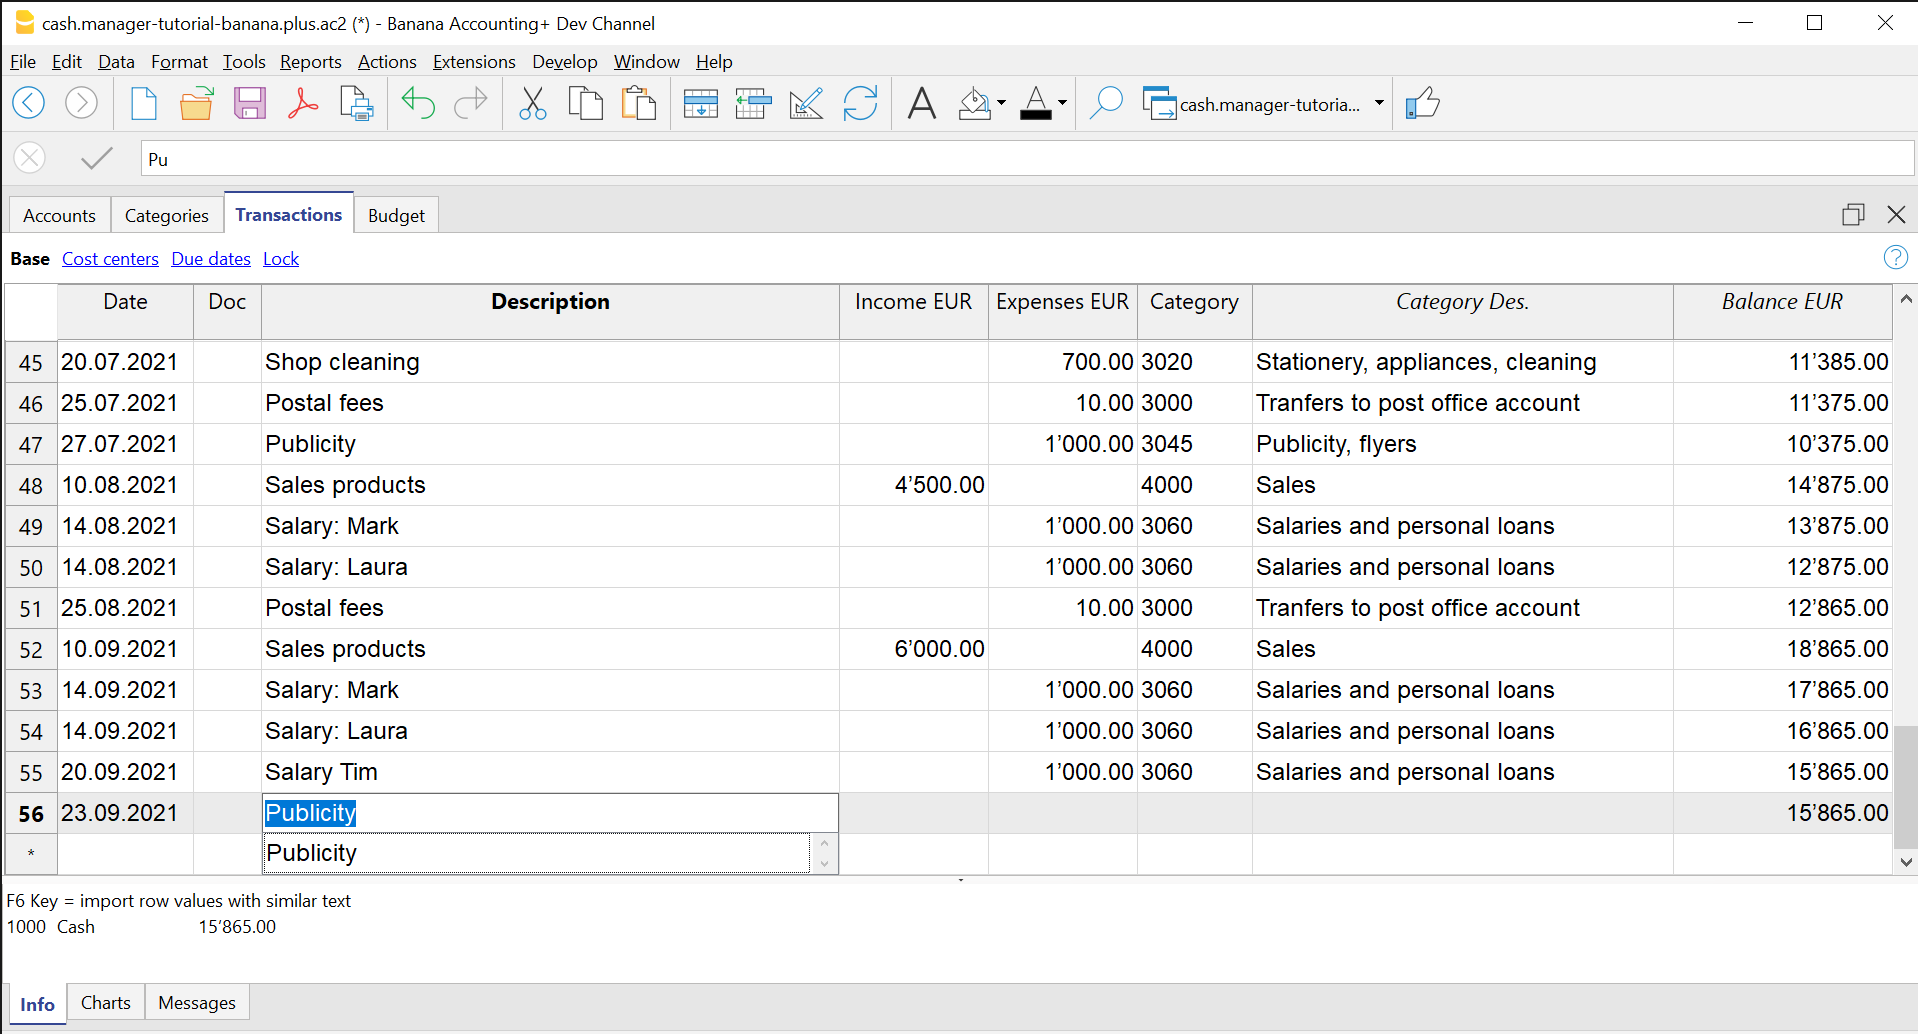 cash.manager-tutorial-banana.plus.ac2 (*) - Banana Accounting+ Dev Channel
File Edit Data Format Tools Reports Actions Extensions Develop Window Help
A A cash.manager-tutoria...
Pu
Accounts Categories Transactions Budget
Base Cost centers Due dates Lock ?
Date Doc Description Income EUR Expenses EUR Category Category Des. Balance EUR
45 20.07.2021 Shop cleaning 700.00 3020 Stationery, appliances, cleaning 11’385.00
46 25.07.2021 Postal fees 10.00 3000 Tranfers to post office account 11’375.00
47 27.07.2021 Publicity 1’000.00 3045 Publicity, flyers 10’375.00
48 10.08.2021 Sales products 4’500.00 4000 Sales 14’875.00
49 14.08.2021 Salary: Mark 1’000.00 3060 Salaries and personal loans 13’875.00
50 14.08.2021 Salary: Laura 1’000.00 3060 Salaries and personal loans 12’875.00
51 25.08.2021 Postal fees 10.00 3000 Tranfers to post office account 12’865.00
52 10.09.2021 Sales products 6’000.00 4000 Sales 18’865.00
53 14.09.2021 Salary: Mark 1’000.00 3060 Salaries and personal loans 17’865.00
54 14.09.2021 Salary: Laura 1’000.00 3060 Salaries and personal loans 16’865.00
55 20.09.2021 Salary Tim 1’000.00 3060 Salaries and personal loans 15’865.00
56 23.09.2021 Publicity 15’865.00
* Publicity
F6 Key = import row values with similar text
1000 Cash 15’865.00
Info Charts Messages